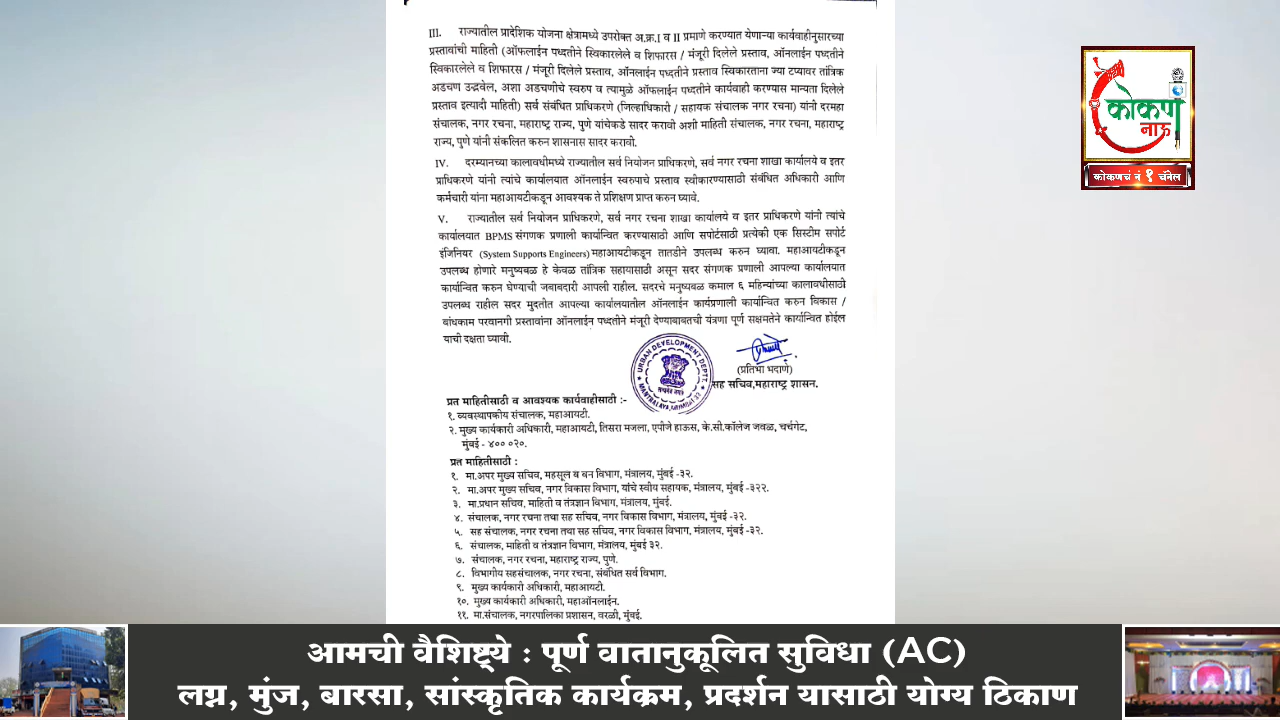 III. राज्यातील प्रादेशिक योजना क्षेत्रामध्ये उपरोक्त अ.क्र.I व II प्रमाणे करण्यात येणाऱ्या कार्यवाहीनुसारच्या
प्रस्तावांची माहिती (ऑफलाईन पध्दतीने स्विकारलेले व शिफारस / मंजूरी दिलेले प्रस्ताव, ऑनलाईन पध्दतीने
स्विकारलेले व शिफारस / मंजूरी दिलेले प्रस्ताव, ऑनलाईन पध्दतीने प्रस्ताव स्विकारताना ज्या टप्यावर तांत्रिक
अडचण उद्भवेल, अशा अडचणीचे स्वरुप व त्यामुळे ऑफलाईन पध्दतीने कार्यवाही करण्यास मान्यता दिलेले
प्रस्ताव इत्यादी माहिती) सर्व संबंधित प्राधिकरणे (जिल्हाधिकारी / सहायक संचालक नगर रचना) यांनी दरमहा
संचालक, नगर रचना, महाराष्ट्र राज्य, पुणे यांचेकडे सादर करावी अशी माहिती संचालक, नगर रचना, महाराष्ट्र
राज्य, पुणे यांनी संकलित करुन शासनास सादर करावी.
IV. दरम्यानच्या कालावधीमध्ये राज्यातील सर्व नियोजन प्राधिकरणे, सर्व नगर रचना शाखा कार्यालये व इतर
प्राधिकरणे यांनी त्यांचे कार्यालयात ऑनलाईन स्वरुपाचे प्रस्ताव स्वीकारण्यासाठी संबंधित अधिकारी आणि
कर्मचारी यांना महाआयटीकडून आवश्यक ते प्रशिक्षण प्राप्त करुन घ्यावे.
V. राज्यातील सर्व नियोजन प्राधिकरणे, सर्व नगर रचना शाखा कार्यालये व इतर प्राधिकरणे यांनी त्यांचे
कार्यालयात BPMS संगणक प्रणाली कार्यान्वित करण्यासाठी आणि सपोर्टसाठी प्रत्येकी एक सिस्टीम सपोर्ट
इंजिनियर (System Supports Engineers) महाआयटीकडून तातडीने उपलब्ध करुन घ्यावा. महाआयटीकडून
उपलब्ध होणारे मनुष्यबळ हे केवळ तांत्रिक सहायासाठी असून सदर संगणक प्रणाली आपल्या कार्यालयात
कार्यान्वित करुन घेण्याची जबाबदारी आपली राहील. सदरचे मनुष्यबळ कमाल ६ महिन्यांच्या कालावधीसाठी
उपलब्ध राहील सदर मुदतीत आपल्या कार्यालयातील ऑनलाईन कार्यप्रणाली कार्यान्वित करुन विकास /
बांधकाम परवानगी प्रस्तावांना ऑनलाईन पध्दतीने मंजूरी देण्याबाबतची यंत्रणा पूर्ण सक्षमतेने कार्यान्वित होईल
याची दक्षता घ्यावी.
URBAN DEVELOPMENT DEPTT.
सत्यमेव जयते
MANTRALAYA, MUMBAI 32
(प्रतिभा भदाणे)
सह सचिव,महाराष्ट्र शासन.
प्रत माहितीसाठी व आवश्यक कार्यवाहीसाठी :-
१. व्यवस्थापकीय संचालक, महाआयटी.
२. मुख्य कार्यकारी अधिकारी, महाआयटी, तिसरा मजला, एपीजे हाऊस, के.सी.कॉलेज जवळ, चर्चगेट,
मुंबई - ४०० ०२०.
प्रत माहितीसाठी :
१. मा.अपर मुख्य सचिव, महसूल व बन विभाग, मंत्रालय, मुंबई -३२.
२. मा.अपर मुख्य सचिव, नगर विकास विभाग, यांचे स्वीय सहायक, मंत्रालय, मुंबई -३२२.
३. मा.प्रधान सचिव, माहिती व तंत्रज्ञान विभाग, मंत्रालय, मुंबई.
४. संचालक, नगर रचना तथा सह सचिव, नगर विकास विभाग, मंत्रालय, मुंबई -३२.
५. सह संचालक, नगर रचना तथा सह सचिव, नगर विकास विभाग, मंत्रालय, मुंबई -३२.
६. संचालक, माहिती व तंत्रज्ञान विभाग, मंत्रालय, मुंबई ३२.
७. संचालक, नगर रचना, महाराष्ट्र राज्य, पुणे.
८. विभागीय सहसंचालक, नगर रचना, संबंधित सर्व विभाग.
९. मुख्य कार्यकारी अधिकारी, महाआयटी.
१०. मुख्य कार्यकारी अधिकारी, महाऑनलाईन.
११. मा.संचालक, नगरपालिका प्रशासन, वरळी, मुंबई.
कोकण
नाऊ
कोकणचं नं १ चॅनेल
आमची वैशिष्ट्ये : पूर्ण वातानुकूलित सुविधा (AC)
लग्न, मुंज, बारसा, सांस्कृतिक कार्यक्रम, प्रदर्शन यासाठी योग्य ठिकाण